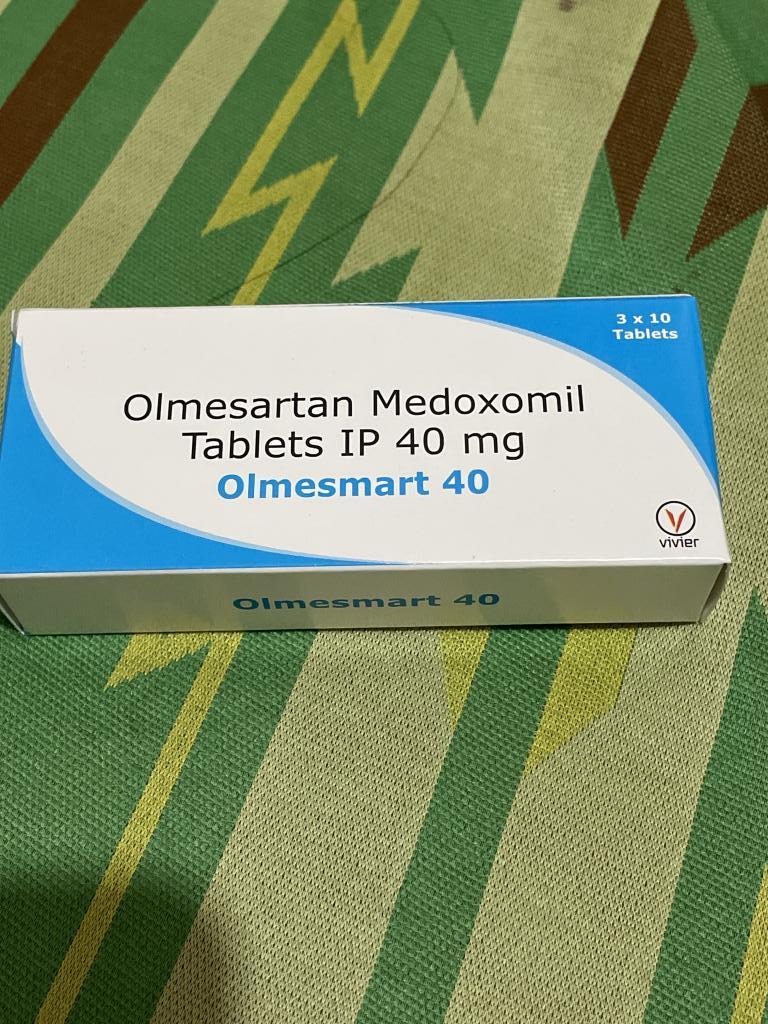 3 x 10
Tablets
Olmesartan Medoxomil
Tablets IP 40 mg
Olmesmart 40
vivier
Olmesmart 40